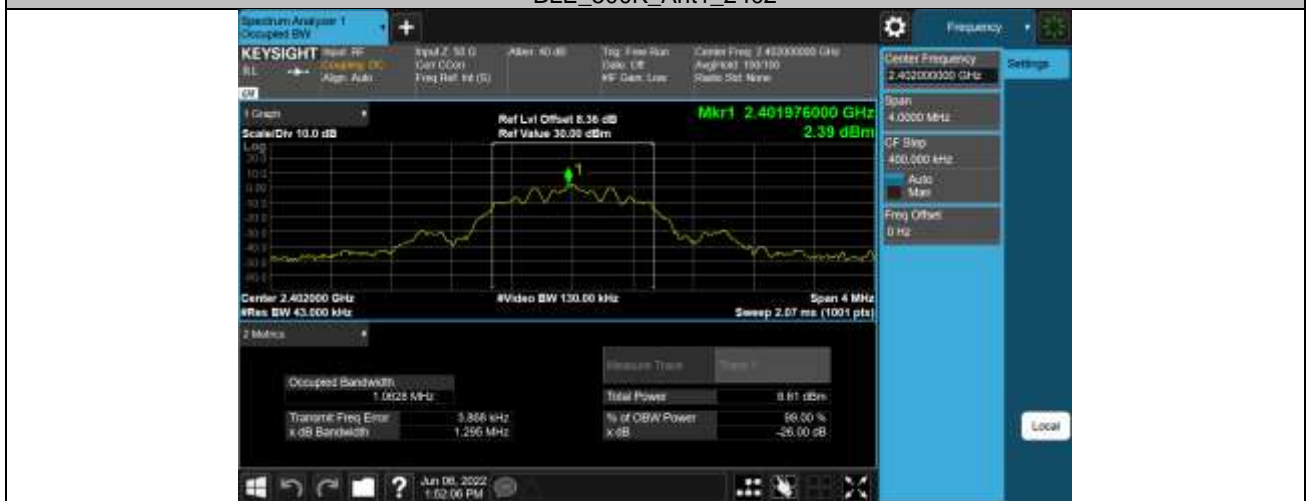 BLE_500K_Ant1_2402
Spectrum Analyzer 1
Occupied BW
Frequency
KEYSIGHT Input: RF
Coupling: DC
Align: Auto
Input Z: 50 Ω
Corr CCorr
Freq Ref: Int (S)
Atten: 40 dB
Trig: Free Run
Gate: Off
#IF Gain: Low
Center Freq: 2.402000000 GHz
Avg|Hold: 100/100
Radio Std: None
Center Frequency
2.402000000 GHz
Settings
Span
4.0000 MHz
CF Step
400.000 kHz
Auto
Man
Freq Offset
0 Hz
1 Graph
Scale/Div 10.0 dB
Ref Lvl Offset 8.36 dB
Ref Value 30.00 dBm
Mkr1 2.401976000 GHz
2.39 dBm
Log
1
Center 2.402000 GHz
#Video BW 130.00 kHz
Span 4 MHz
#Res BW 43.000 kHz
Sweep 2.07 ms (1001 pts)
2 Metrics
Measure Trace
Trace 1
Occupied Bandwidth
1.0628 MHz
Total Power
8.61 dBm
Transmit Freq Error
3.868 kHz
% of OBW Power
99.00 %
x dB Bandwidth
1.295 MHz
x dB
-26.00 dB
Local
Jun 08, 2022
1:52:06 PM